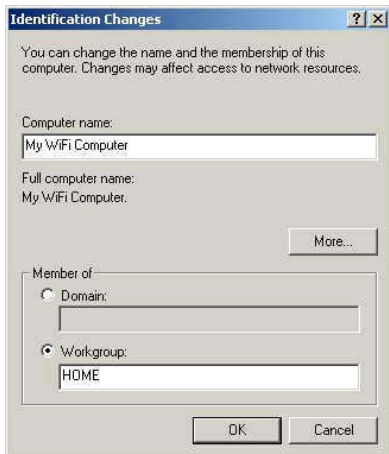 Identification Changes
You can change the name and the membership of this
computer. Changes may affect access to network resources.
Computer name:
My WiFi Computer
Full computer name:
My WiFi Computer.
More...
Member of
Domain:
Workgroup:
HOME
OK Cancel